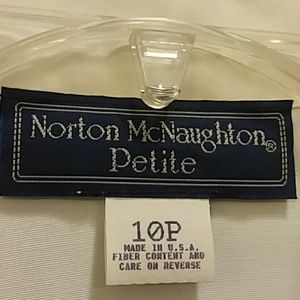 Norton McNaughton®
Petite
10P
MADE IN U.S.A.
FIBER CONTENT AND
CARE ON REVERSE